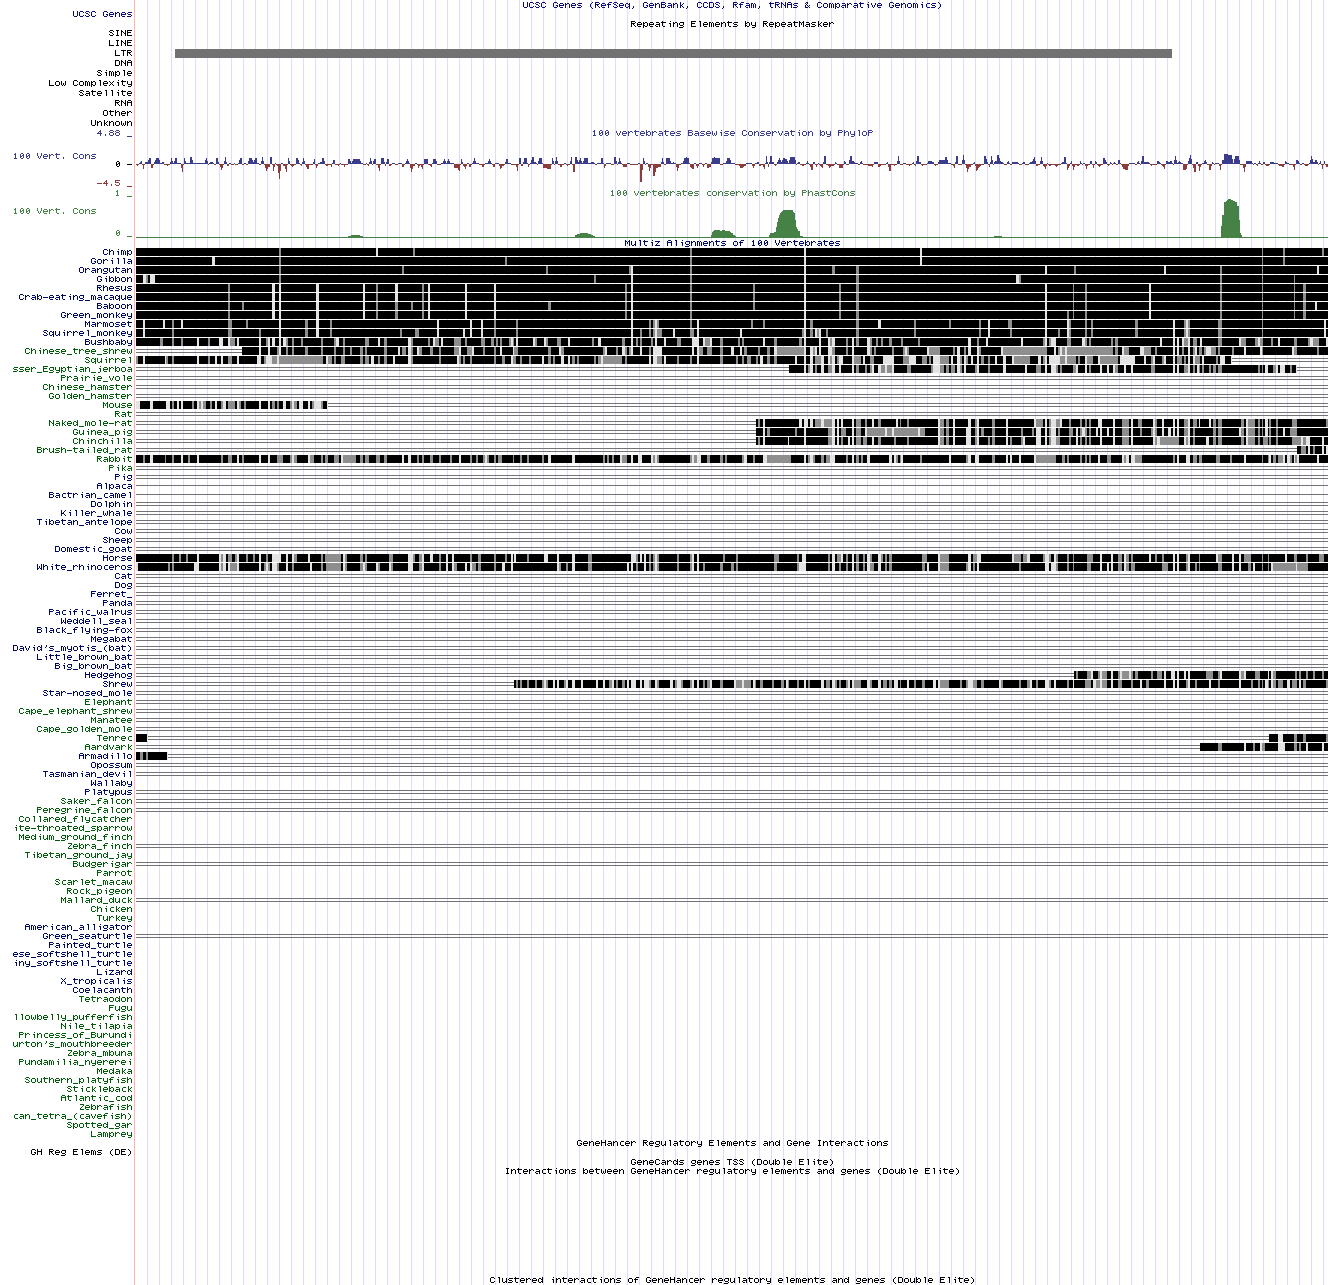 UCSC Genes (RefSeq, GenBank, CCDS, Rfam, tRNAs & Comparative Genomics)
UCSC Genes
Repeating Elements by RepeatMasker
SINE
LINE
LTR
DNA
Simple
Low Complexity
Satellite
RNA
Other
Unknown
4.88 _
100 vertebrates Basewise Conservation by PhyloP
100 Vert. Cons
0 -
-4.5 _
100 vertebrates conservation by PhastCons
1 _
100 Vert. Cons
0 _
Multiz Alignments of 100 Vertebrates
Chimp
Gorilla
Orangutan
Gibbon
Rhesus
Crab-eating_macaque
Baboon
Green_monkey
Marmoset
Squirrel_monkey
Bushbaby
Chinese_tree_shrew
Squirrel
sser_Egyptian_jerboa
Prairie_vole
Chinese_hamster
Golden_hamster
Mouse
Rat
Naked_mole-rat
Guinea_pig
Chinchilla
Brush-tailed_rat
Rabbit
Pika
Pig
Alpaca
Bactrian_camel
Dolphin
Killer_whale
Tibetan_antelope
Cow
Sheep
Domestic_goat
Horse
White_rhinoceros
Cat
Dog
Ferret_
Panda
Pacific_walrus
Weddell_seal
Black_flying-fox
Megabat
David's_myotis_(bat)
Little_brown_bat
Big_brown_bat
Hedgehog
Shrew
Star-nosed_mole
Elephant
Cape_elephant_shrew
Manatee
Cape_golden_mole
Tenrec
Aardvark
Armadillo
Opossum
Tasmanian_devil
Wallaby
Platypus
Saker_falcon
Peregrine_falcon
Collared_flycatcher
ite-throated_sparrow
Medium_ground_finch
Zebra_finch
Tibetan_ground_jay
Budgerigar
Parrot
Scarlet_macaw
Rock_pigeon
Mallard_duck
Chicken
Turkey
American_alligator
Green_seaturtle
Painted_turtle
ese_softshell_turtle
iny_softshell_turtle
Lizard
X_tropicalis
Coelacanth
Tetraodon
Fugu
llowbelly_pufferfish
Nile_tilapia
Princess_of_Burundi
urton's_mouthbreeder
Zebra_mbuna
Pundamilia_nyererei
Medaka
Southern_platyfish
Stickleback
Atlantic_cod
Zebrafish
can_tetra_(cavefish)
Spotted_gar
Lamprey
GeneHancer Regulatory Elements and Gene Interactions
GH Reg Elems (DE)
GeneCards genes TSS (Double Elite)
Interactions between GeneHancer regulatory elements and genes (Double Elite)
Clustered interactions of GeneHancer regulatory elements and genes (Double Elite)